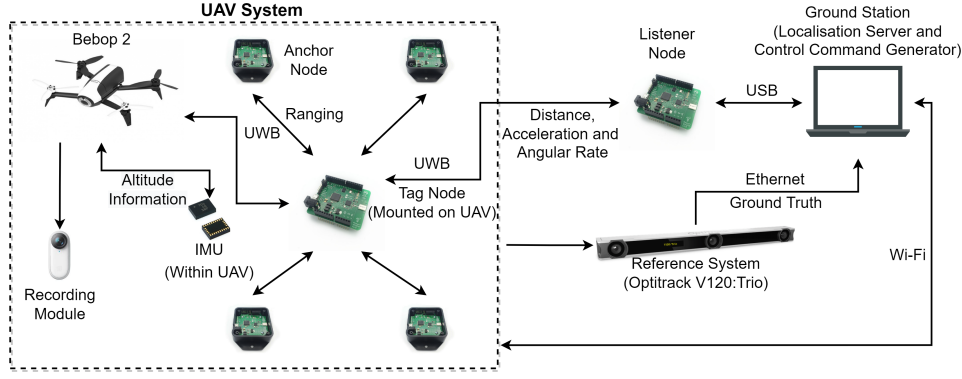 UAV System
Bebop 2
Anchor
Node
Ranging
UWB
UWB
Tag Node
(Mounted on UAV)
Altitude
Information
IMU
(Within UAV)
Recording
Module
Listener
Node
Distance,
Acceleration and
Angular Rate
USB
Ground Station
(Localisation Server and
Control Command Generator)
Ethernet
Ground Truth
Reference System
(Optitrack V120:Trio)
Wi-Fi